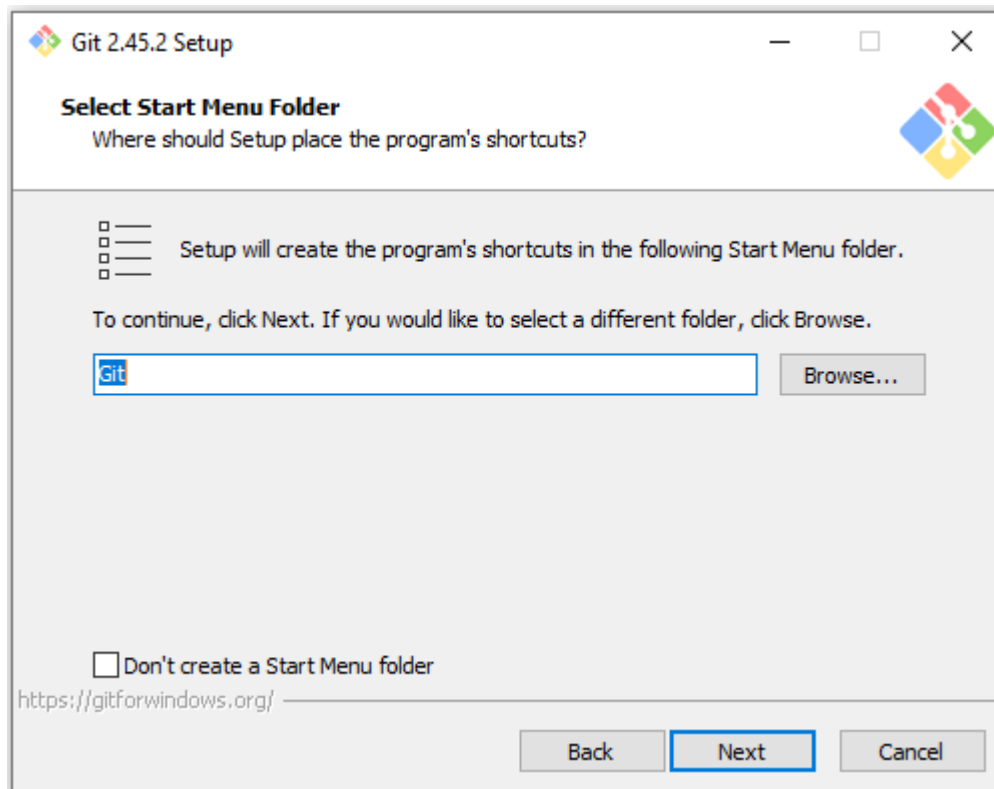 Git 2.45.2 Setup
Select Start Menu Folder
Where should Setup place the program's shortcuts?
Setup will create the program's shortcuts in the following Start Menu folder.
To continue, click Next. If you would like to select a different folder, click Browse.
Git
Browse...
Don't create a Start Menu folder
https://gitforwindows.org/
Back
Next
Cancel